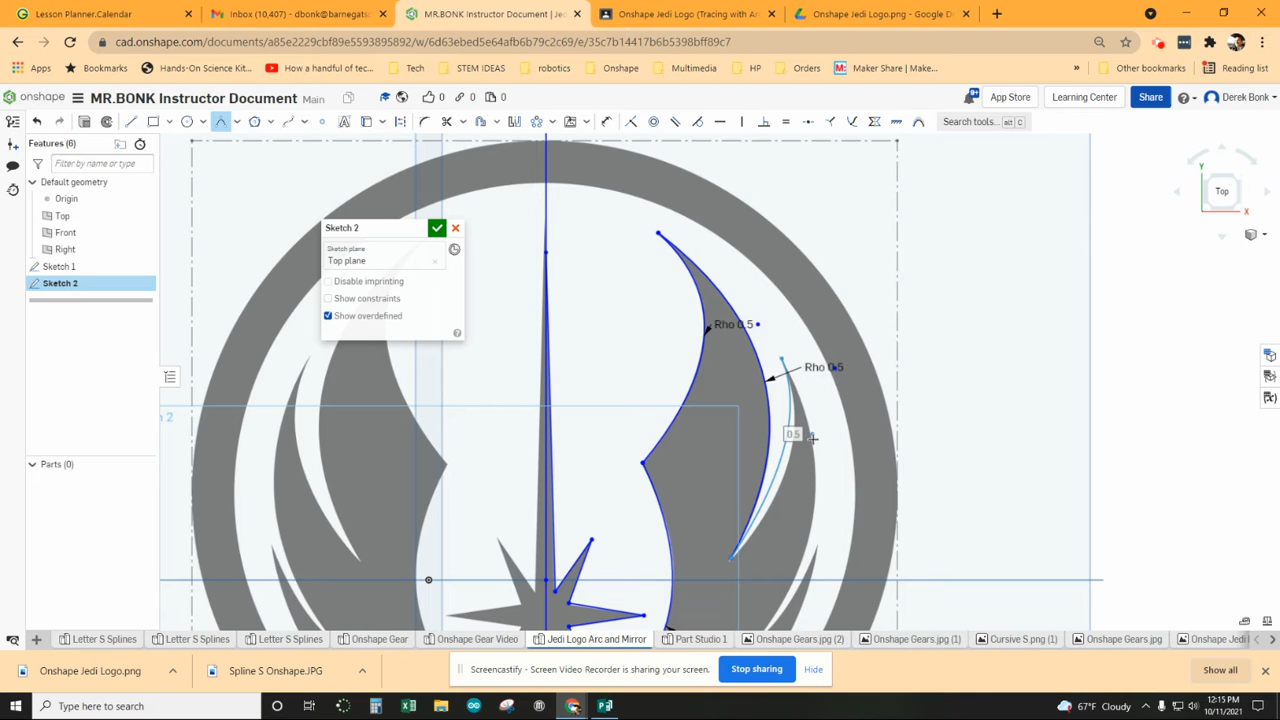 Lesson Planner.Calendar
Inbox (10,407) - dbonk@barnegatsc
MR.BONK Instructor Document | Jed
Onshape Jedi Logo (Tracing with Ar
Onshape Jedi Logo.png - Google D
cad.onshape.com/documents/a85e2229cbf89e5593895892/w/6d63ebed5e64afb6b79c2c69/e/35c7b14417b6b5398bff89c7
Apps
Bookmarks
Hands-On Science Kit...
How a handful of tec...
Tech
STEM IDEAS
robotics
Onshape
Multimedia
HP
Orders
Maker Share | Make...
Other bookmarks
Reading list
onshape
MR.BONK Instructor Document
Main
0
0
0
App Store
Learning Center
Share
Derek Bonk
Search tools...
alt
C
Features (6)
Filter by name or type
Default geometry
Origin
Top
Front
Right
Sketch 1
Sketch 2
Parts (0)
Sketch 2
Sketch plane
Top plane
Disable imprinting
Show constraints
Show overdefined
Rho 0.5
Rho 0.5
0.5
h 2
Y
Top
X
Letter S Splines
Letter S Splines
Onshape Gear
Onshape Gear Video
Jedi Logo Arc and Mirror
Part Studio 1
Onshape Gears.jpg (2)
Onshape Gears.jpg (1)
Cursive S.png (1)
Onshape Gears.jpg
Onshape Jedi
Onshape Jedi Logo.png
Spline S Onshape.JPG
Screencastify - Screen Video Recorder is sharing your screen.
Stop sharing
Hide
Show all
Type here to search
67°F Cloudy
12:15 PM
10/11/2021